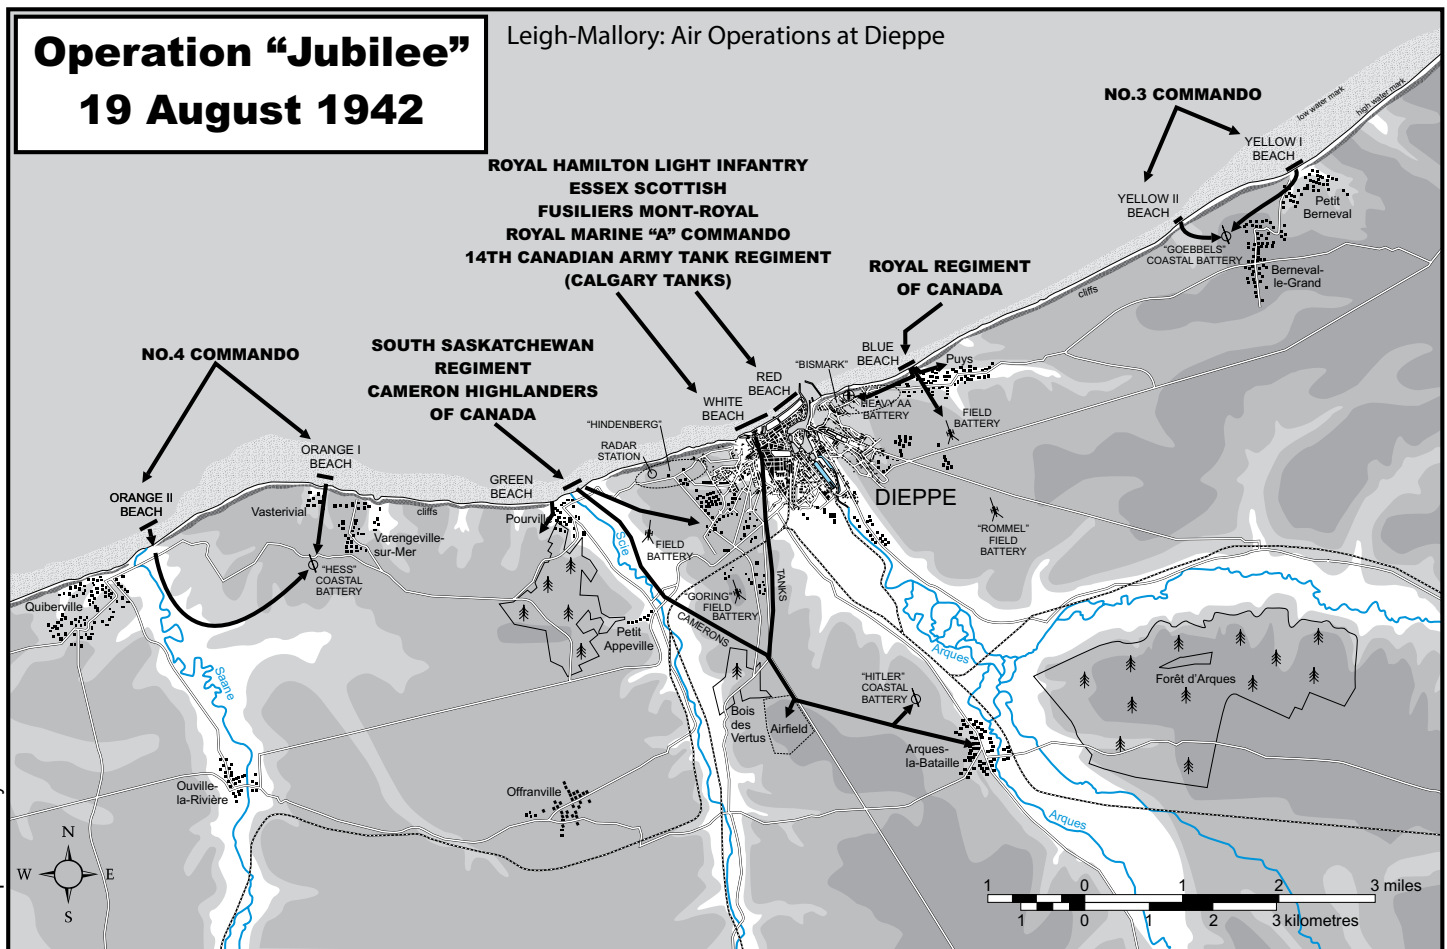 Operation “Jubilee”
19 August 1942
Leigh-Mallory: Air Operations at Dieppe
NO.3 COMMANDO
low water mark
high water mark
YELLOW I
BEACH
YELLOW II
BEACH
Petit
Berneval
“GOEBBELS”
COASTAL BATTERY
Berneval-
le-Grand
cliffs
ROYAL HAMILTON LIGHT INFANTRY
ESSEX SCOTTISH
FUSILIERS MONT-ROYAL
ROYAL MARINE “A” COMMANDO
14TH CANADIAN ARMY TANK REGIMENT
(CALGARY TANKS)
ROYAL REGIMENT
OF CANADA
BLUE
BEACH
Puys
“BISMARK”
HEAVY AA
BATTERY
FIELD
BATTERY
RED
BEACH
WHITE
BEACH
SOUTH SASKATCHEWAN
REGIMENT
CAMERON HIGHLANDERS
OF CANADA
NO.4 COMMANDO
“HINDENBERG”
RADAR
STATION
ORANGE I
BEACH
GREEN
BEACH
ORANGE II
BEACH
Vasterivial
cliffs
Pourville
Varengeville-
sur-Mer
“HESS”
COASTAL
BATTERY
Scie
FIELD
BATTERY
DIEPPE
“ROMMEL”
FIELD
BATTERY
Quiberville
“GORING”
FIELD
BATTERY
TANKS
CAMERONS
Petit
Appeville
Saane
Arques
“HITLER”
COASTAL
BATTERY
Forêt d’Arques
Bois
des
Vertus
Airfield
Arques-
la-Bataille
Ouville-
la-Rivière
Offranville
Arques
N
W E
S
1 0 1 2 3 miles
1 0 1 2 3 kilometres